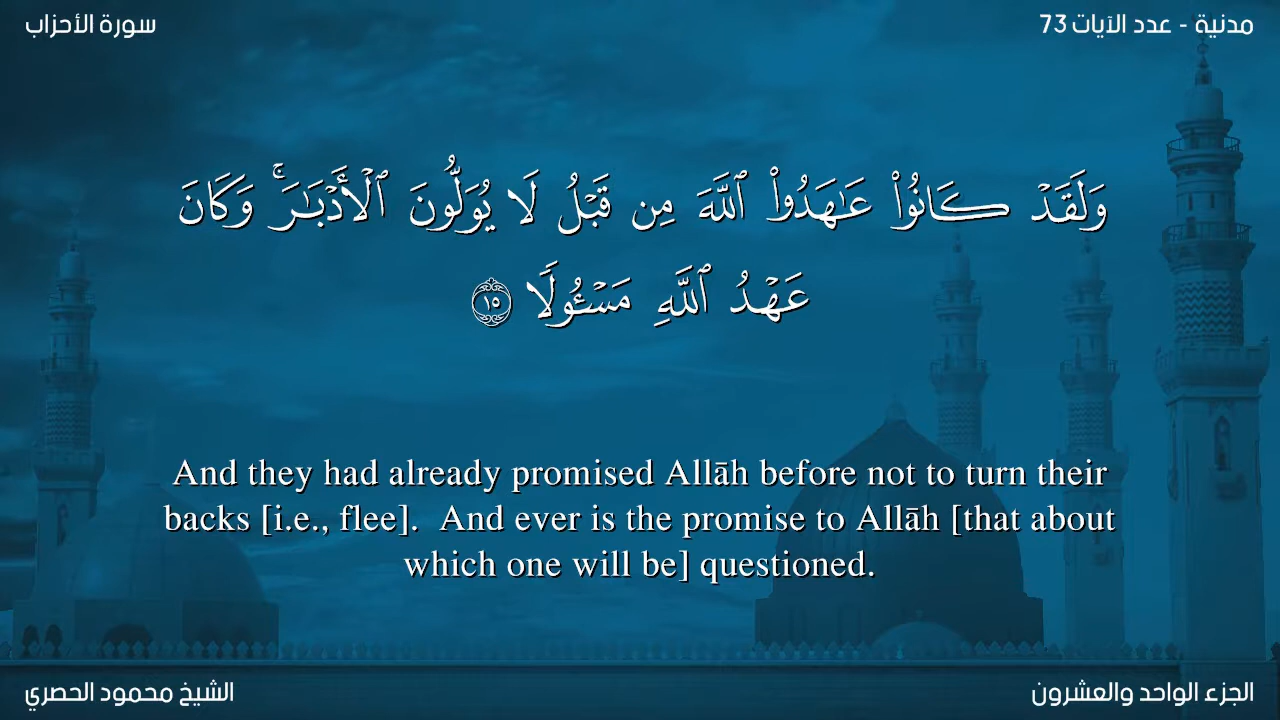 سورة الأحزاب
مدنية - عدد الآيات 73
وَلَقَدْ كَانُوا۟ عَـٰهَدُوا۟ ٱللَّهَ مِن قَبْلُ لَا يُوَلُّونَ ٱلْأَدْبَـٰرَ ۚ وَكَانَ
عَهْدُ ٱللَّهِ مَسْـُٔولًا ١٥
And they had already promised Allāh before not to turn their
backs [i.e., flee].  And ever is the promise to Allāh [that about
which one will be] questioned.
الشيخ محمود الحصري
الجزء الواحد والعشرون